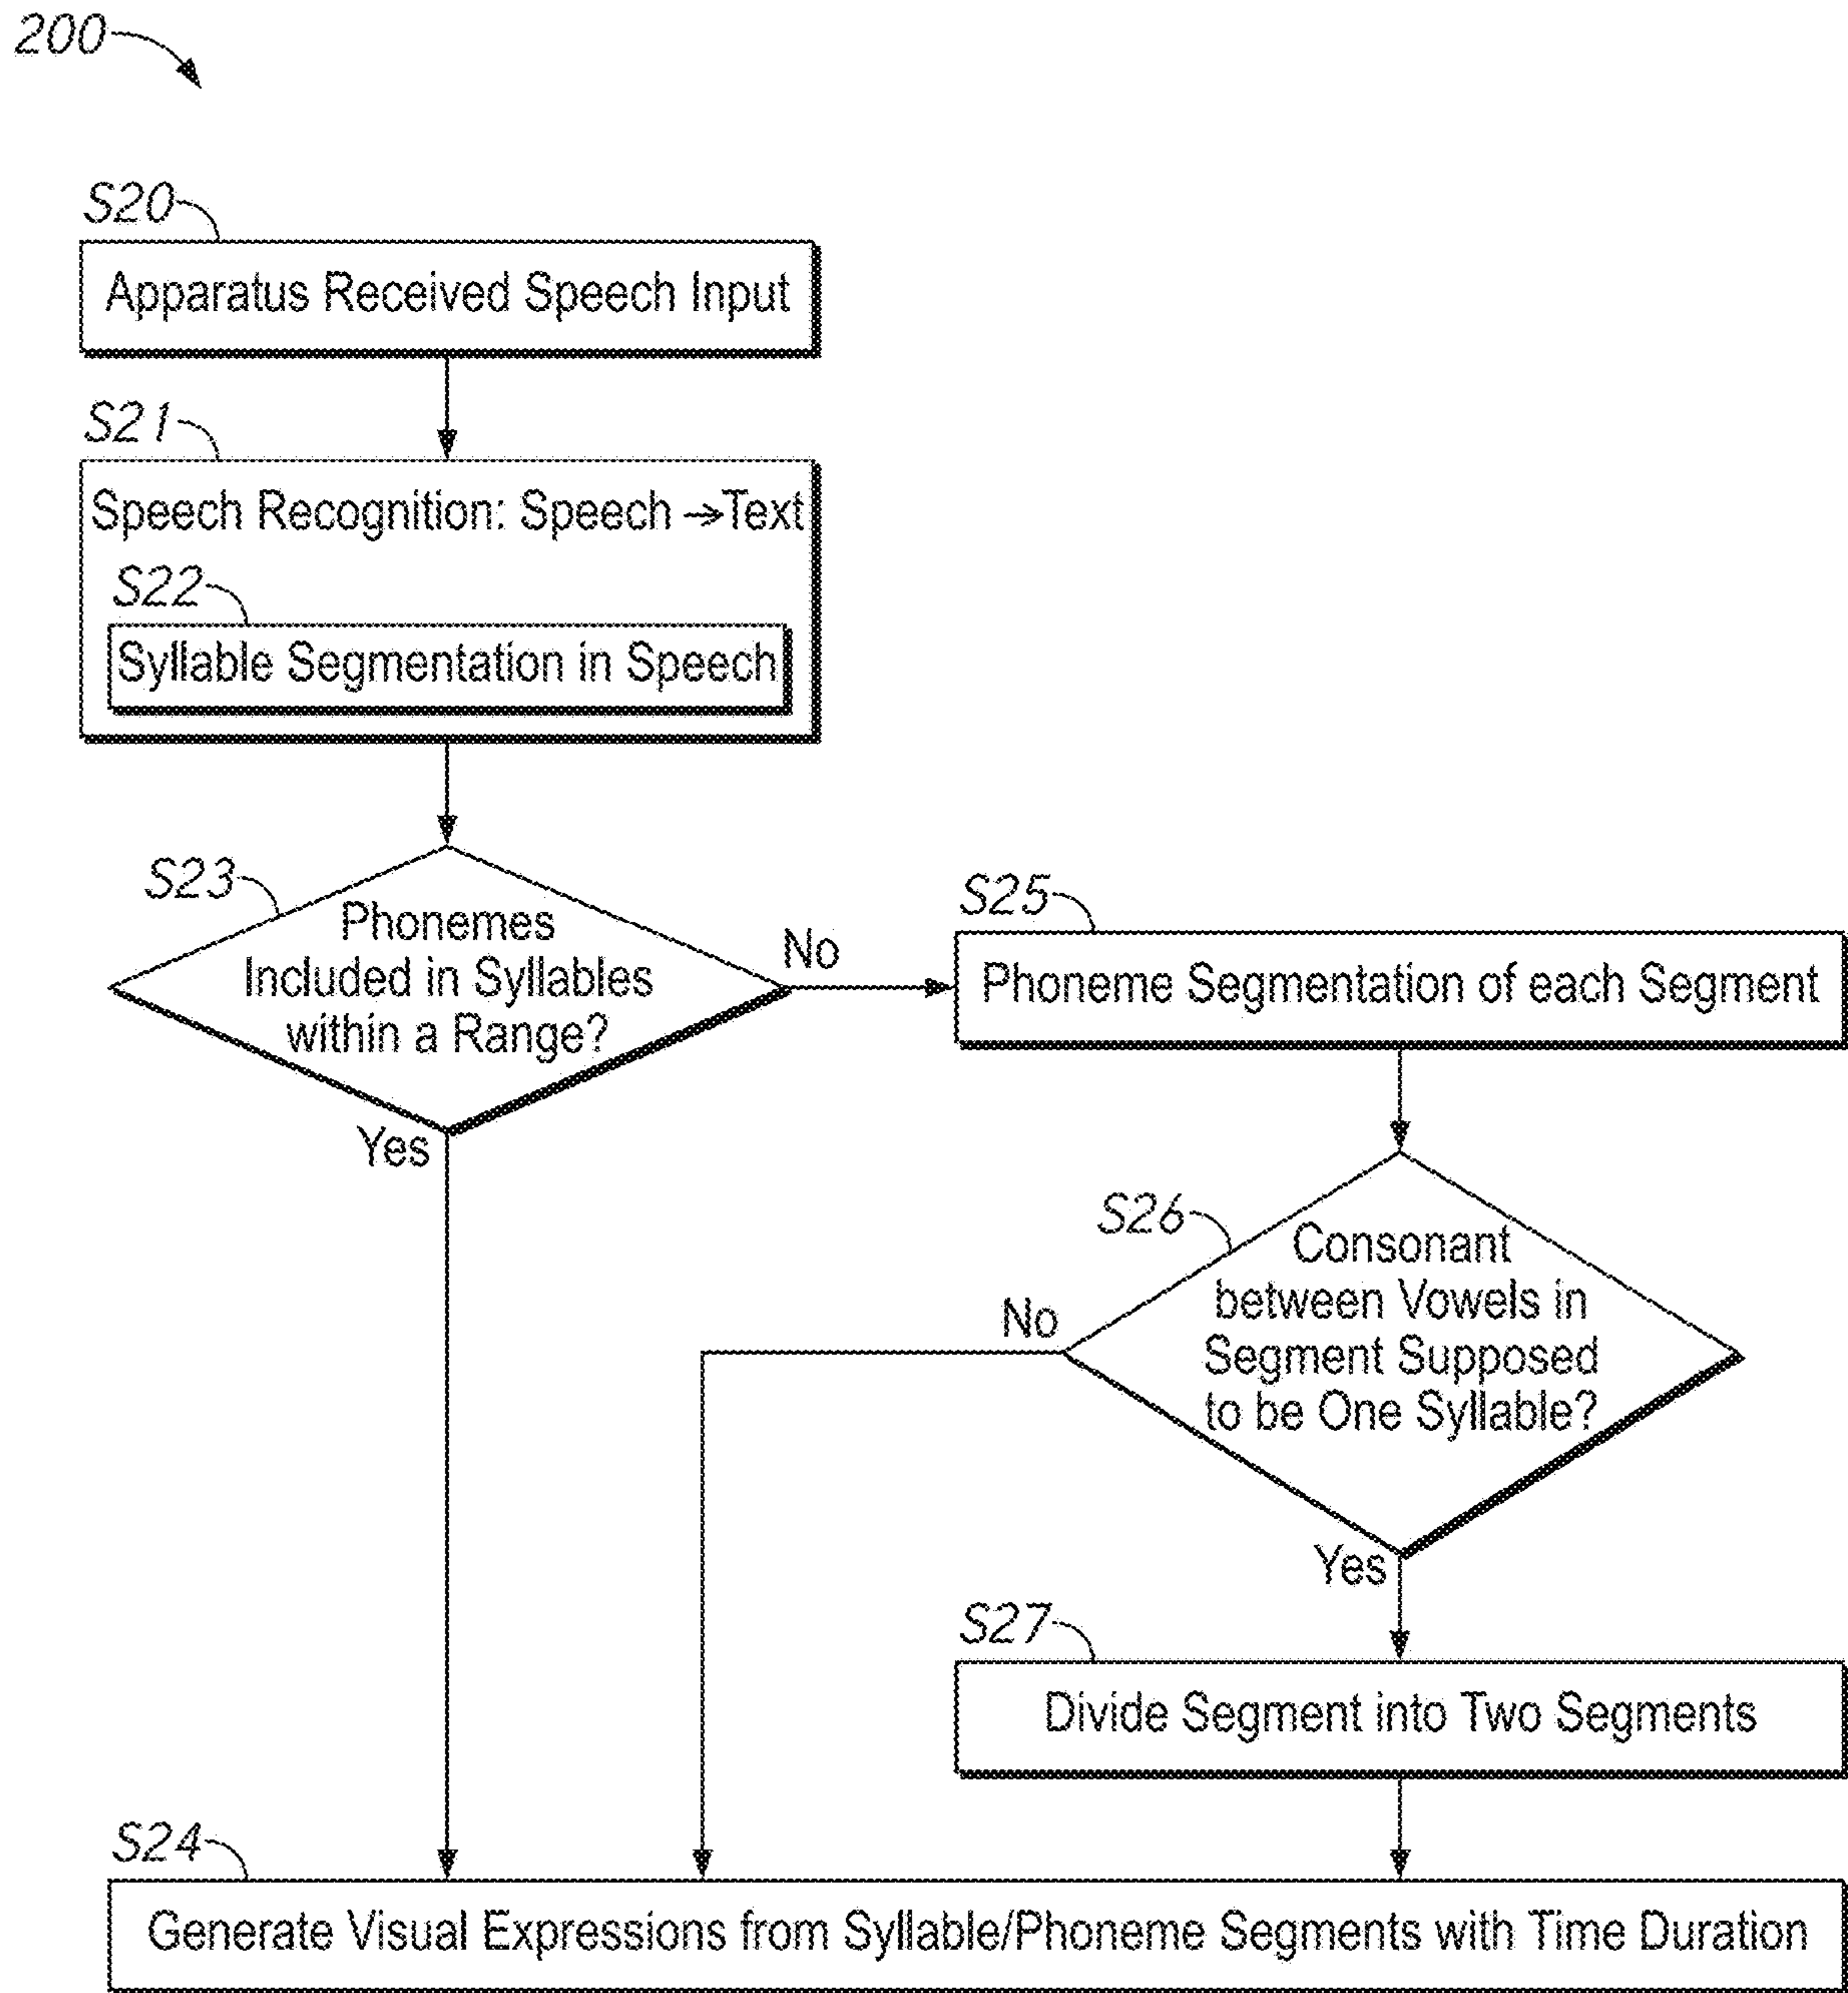 200
S20
Apparatus Received Speech Input
S21
Speech Recognition: Speech →Text
S22
Syllable Segmentation in Speech
S23
Phonemes
Included in Syllables
within a Range?
No
Yes
S25
Phoneme Segmentation of each Segment
S26
Consonant
between Vowels in
Segment Supposed
to be One Syllable?
No
Yes
S27
Divide Segment into Two Segments
S24
Generate Visual Expressions from Syllable/Phoneme Segments with Time Duration